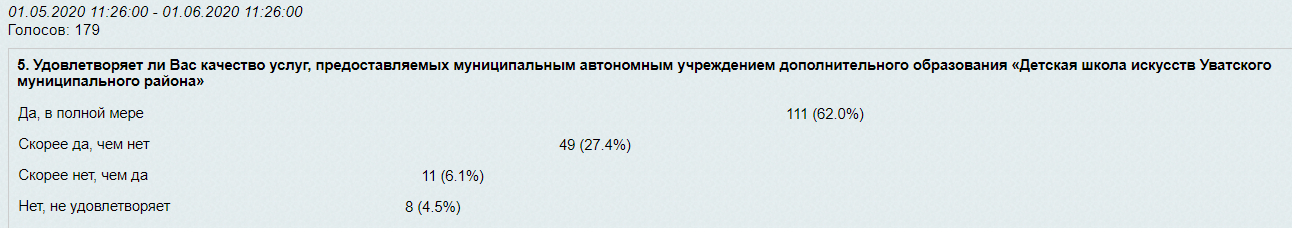 01.05.2020 11:26:00 - 01.06.2020 11:26:00
Голосов: 179
5. Удовлетворяет ли Вас качество услуг, предоставляемых муниципальным автономным учреждением дополнительного образования «Детская школа искусств Уватского
муниципального района»
Да, в полной мере 111 (62.0%)
Скорее да, чем нет 49 (27.4%)
Скорее нет, чем да 11 (6.1%)
Нет, не удовлетворяет 8 (4.5%)